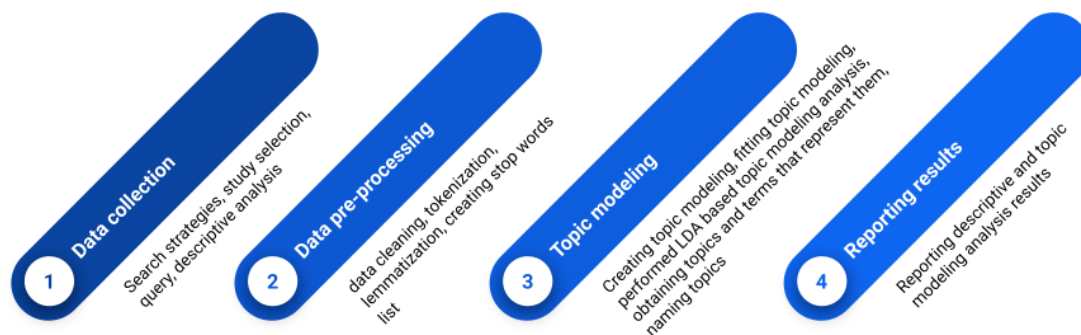 1
Data collection
Search strategies, study selection,
query, descriptive analysis
2
Data pre-processing
data cleaning, tokenization,
lemmatization, creating stop words
list
3
Topic modeling
Creating topic modeling, fitting topic modeling,
performed LDA based topic modeling analysis,
obtaining topics and terms that represent them,
naming topics
4
Reporting results
Reporting descriptive and topic
modeling analysis results